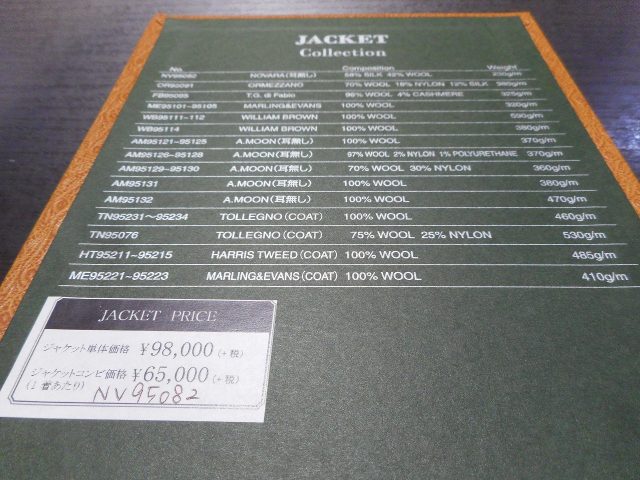 JACKET
Collection
No. Composition Weight
NV95082 NOVARA(耳無し) 58% SILK 42% WOOL 230g/m
OR95091 ORMEZZANO 70% WOOL 18% NYLON 12% SILK
FB95093 T.G. di Fabio 96% WOOL 4% CASHMERE 325g/m
ME95101-95105 MARLING&EVANS 100% WOOL 320g/m
WB95111-112 WILLIAM BROWN 100% WOOL
WB95114 WILLIAM BROWN 100% WOOL 380g/m
AM95121-95125 A.MOON(耳無し) 100% WOOL 370g/m
AM95126-95128 A.MOON(耳無し) 97% WOOL 2% NYLON 1% POLYURETHANE 370g/m
AM95129-95130 A.MOON(耳無し) 70% WOOL 30% NYLON 360g/m
AM95131 A.MOON(耳無し) 100% WOOL 380g/m
AM95132 A.MOON(耳無し) 100% WOOL 470g/m
TN95231〜95234 TOLLEGNO(COAT) 100% WOOL 460g/m
TN95076 TOLLEGNO(COAT) 75% WOOL 25% NYLON 530g/m
HT95211-95215 HARRIS TWEED(COAT) 100% WOOL 485g/m
ME95221-95223 MARLING&EVANS(COAT) 100% WOOL 410g/m
JACKET PRICE
ジャケット単体価格 ¥98,000 (+税)
ジャケットコンビ価格 ¥65,000 (+税)
(1着あたり)
NV95082